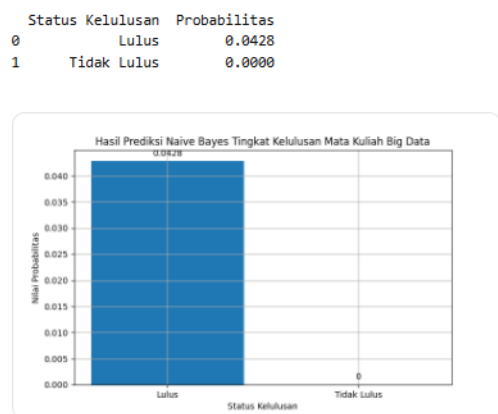 Status Kelulusan Probabilitas
0 Lulus 0.0428
1 Tidak Lulus 0.0000
Hasil Prediksi Naive Bayes Tingkat Kelulusan Mata Kuliah Big Data
0.0428
0.040
0.035
0.030
0.025
0.020
0.015
0.010
0.005
0.000
Nilai Probabilitas
0
Lulus Tidak Lulus
Status Kelulusan